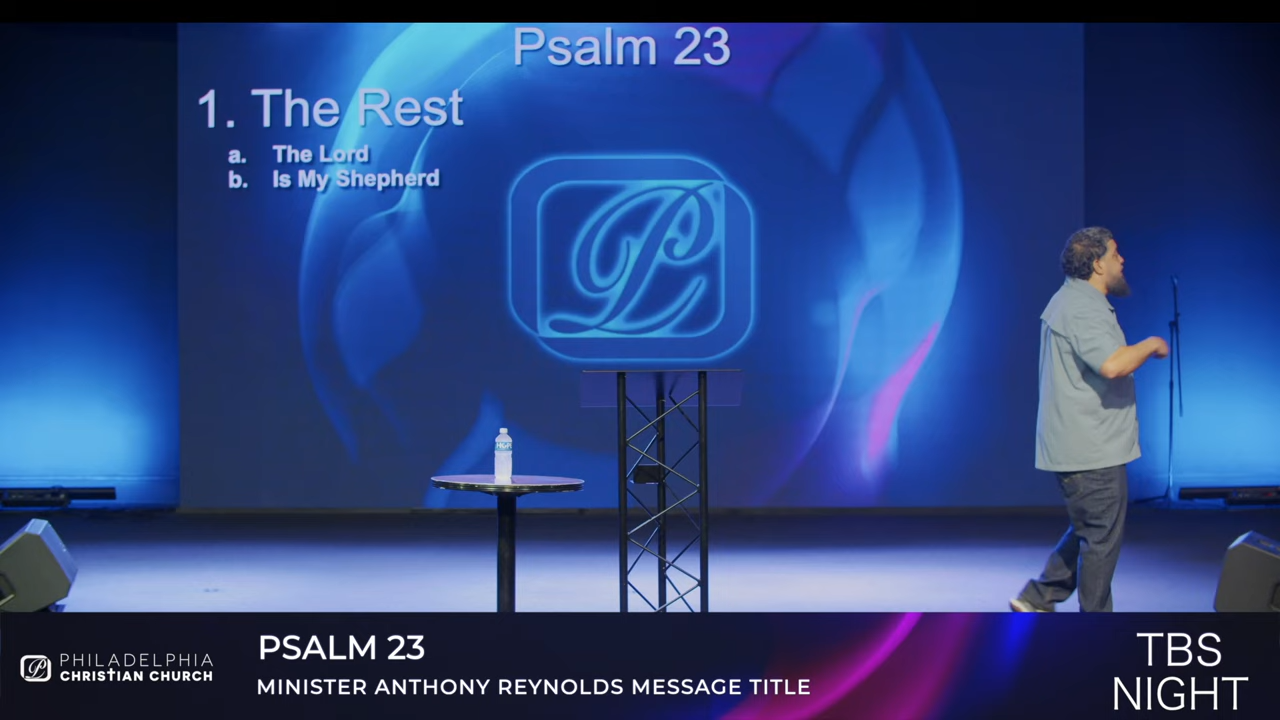 Psalm 23
1. The Rest
a. The Lord
b. Is My Shepherd
PHILADELPHIA
CHRISTIAN CHURCH
PSALM 23
MINISTER ANTHONY REYNOLDS MESSAGE TITLE
TBS
NIGHT